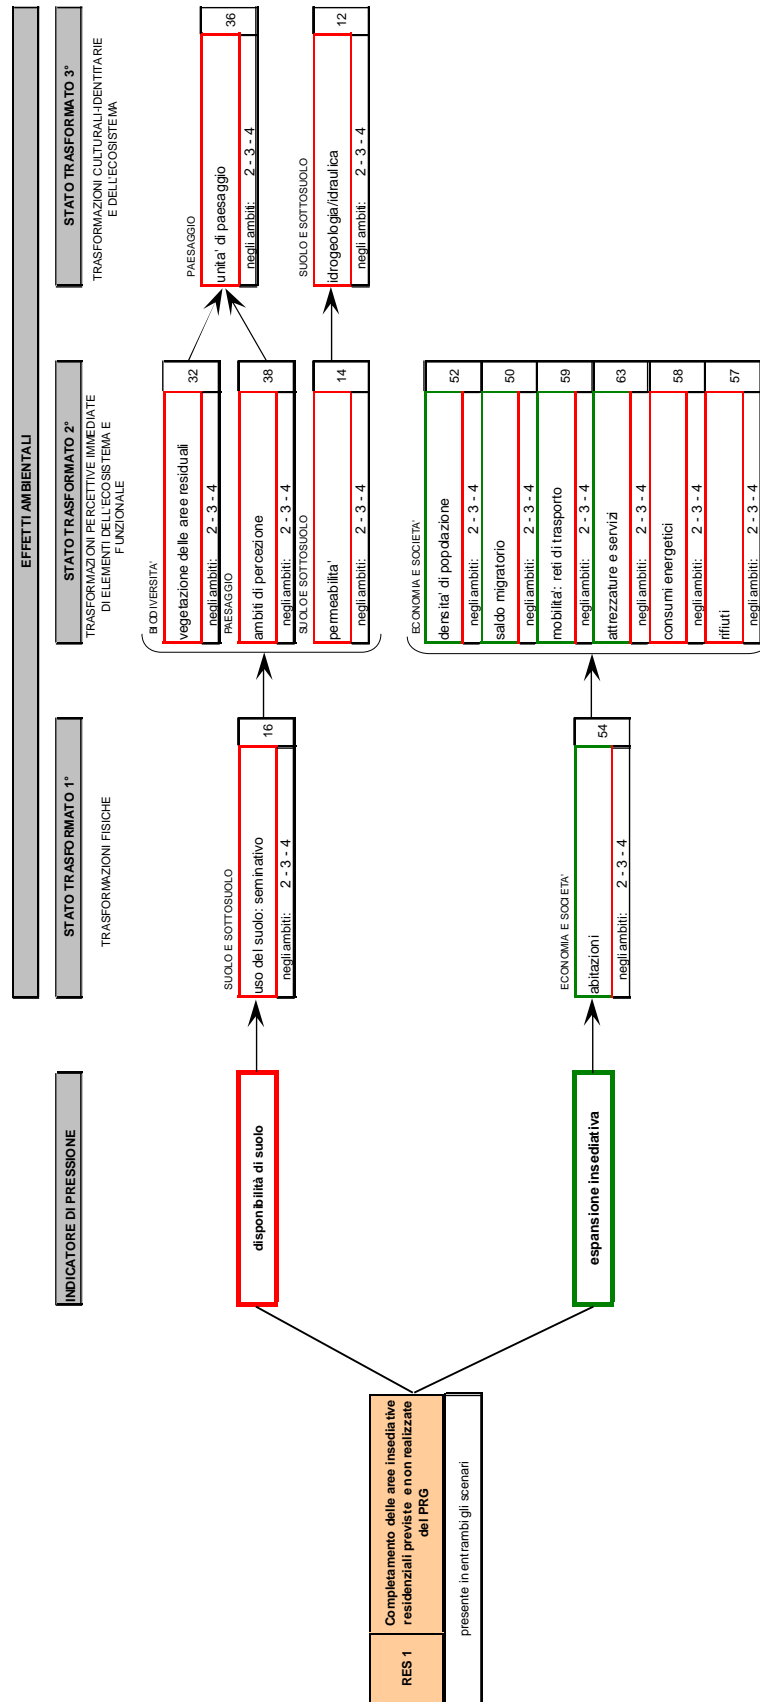 EFFETTI AMBIENTALI
INDICATORE DI PRESSIONE
STATO TRASFORMATO 1°
STATO TRASFORMATO 2°
STATO TRASFORMATO 3°
TRASFORMAZIONI FISICHE
TRASFORMAZIONI PERCETTIVE IMMEDIATE
DI ELEMENTI DELL'ECOSISTEMA E
FUNZIONALE
TRASFORMAZIONI CULTURALI-IDENTITARIE
E DELL'ECOSISTEMA
RES 1
Completamento delle aree insediative
residenziali previste e non realizzate
del PRG
presente in entrambi gli scenari
disponibilità di suolo
SUOLO E SOTTOSUOLO
uso del suolo: seminativo
16
negli ambiti: 2 - 3 - 4
BIODIVERSITA'
vegetazione delle aree residuali
32
negli ambiti: 2 - 3 - 4
PAESAGGIO
ambiti di percezione
38
negli ambiti: 2 - 3 - 4
SUOLO E SOTTOSUOLO
permeabilita'
14
negli ambiti: 2 - 3 - 4
PAESAGGIO
unita' di paesaggio
36
negli ambiti: 2 - 3 - 4
SUOLO E SOTTOSUOLO
idrogeologia/idraulica
12
negli ambiti: 2 - 3 - 4
espansione insediativa
ECONOMIA E SOCIETA'
abitazioni
54
negli ambiti: 2 - 3 - 4
ECONOMIA E SOCIETA'
densita' di popolazione
52
negli ambiti: 2 - 3 - 4
saldo migratorio
50
negli ambiti: 2 - 3 - 4
mobilita': reti di trasporto
59
negli ambiti: 2 - 3 - 4
attrezzature e servizi
63
negli ambiti: 2 - 3 - 4
consumi energetici
58
negli ambiti: 2 - 3 - 4
rifiuti
57
negli ambiti: 2 - 3 - 4